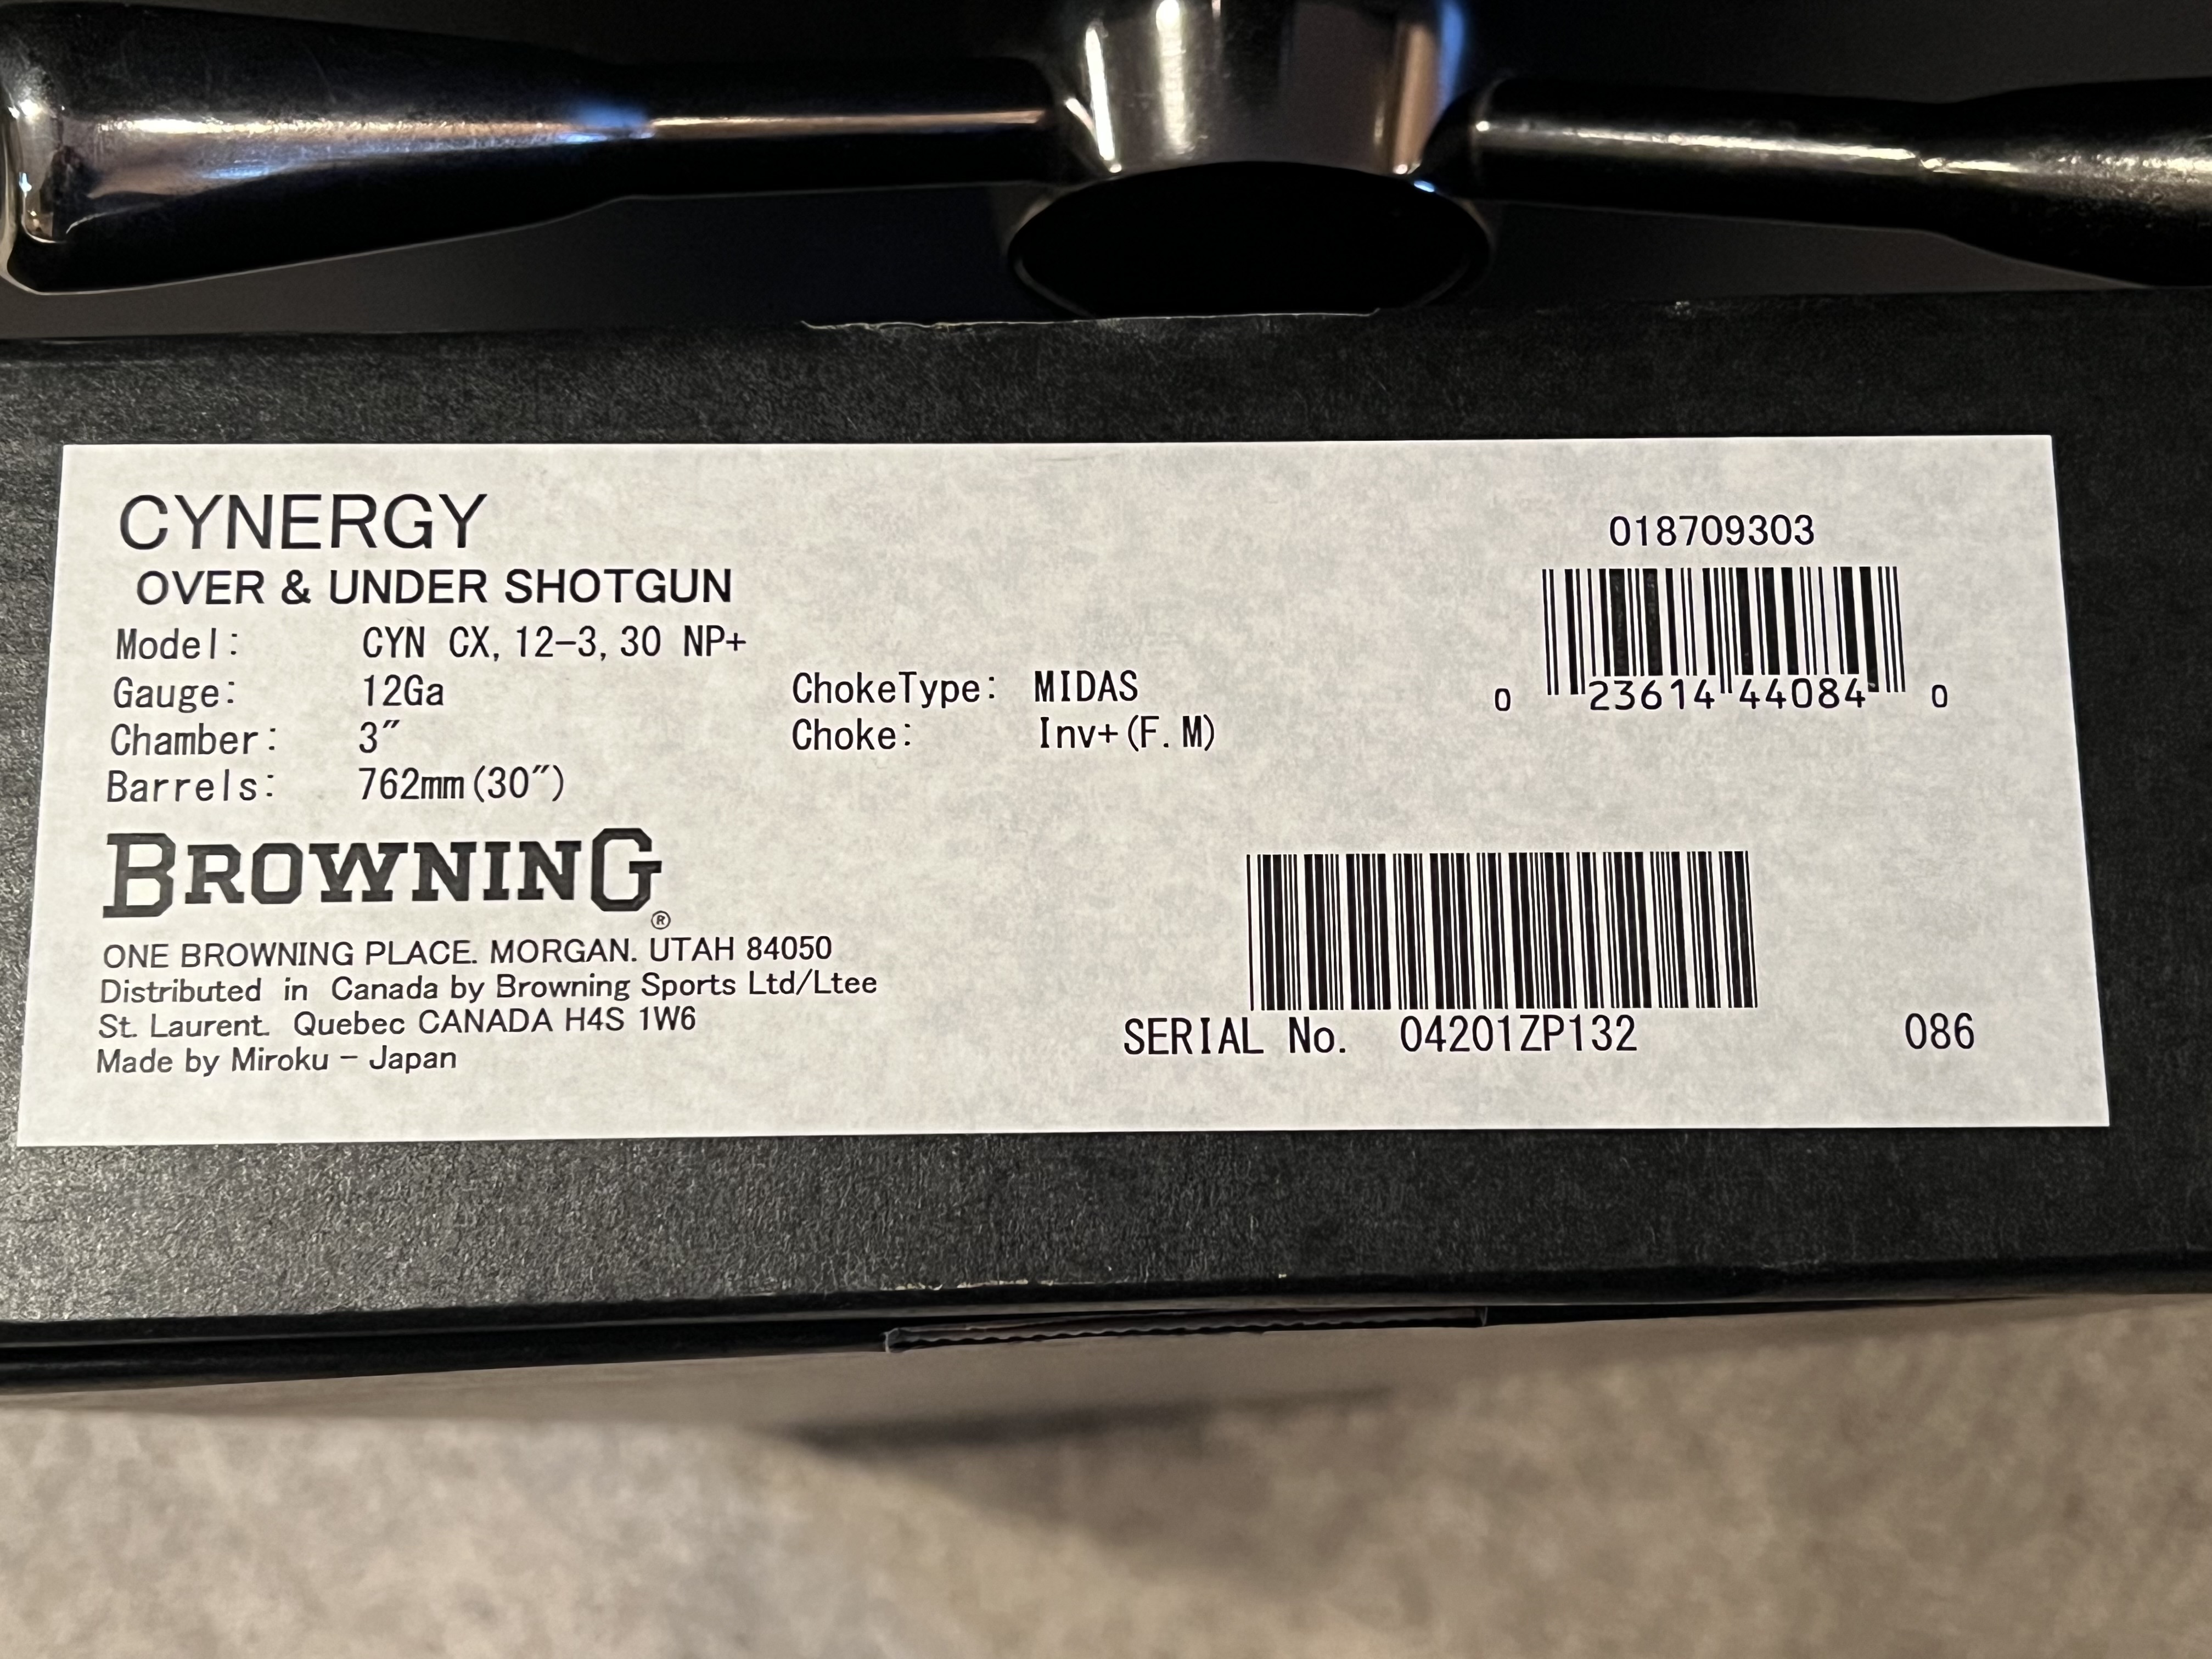 CYNERGY
OVER & UNDER SHOTGUN
Model: CYN CX, 12-3, 30 NP+
Gauge: 12Ga
Chamber: 3″
Barrels: 762mm(30″)
ChokeType: MIDAS
Choke: Inv+(F.M)
018709303
0 23614 44084 0
BROWNING®
ONE BROWNING PLACE. MORGAN. UTAH 84050
Distributed in Canada by Browning Sports Ltd/Ltee
St. Laurent. Quebec CANADA H4S 1W6
Made by Miroku - Japan
SERIAL No. 04201ZP132 086